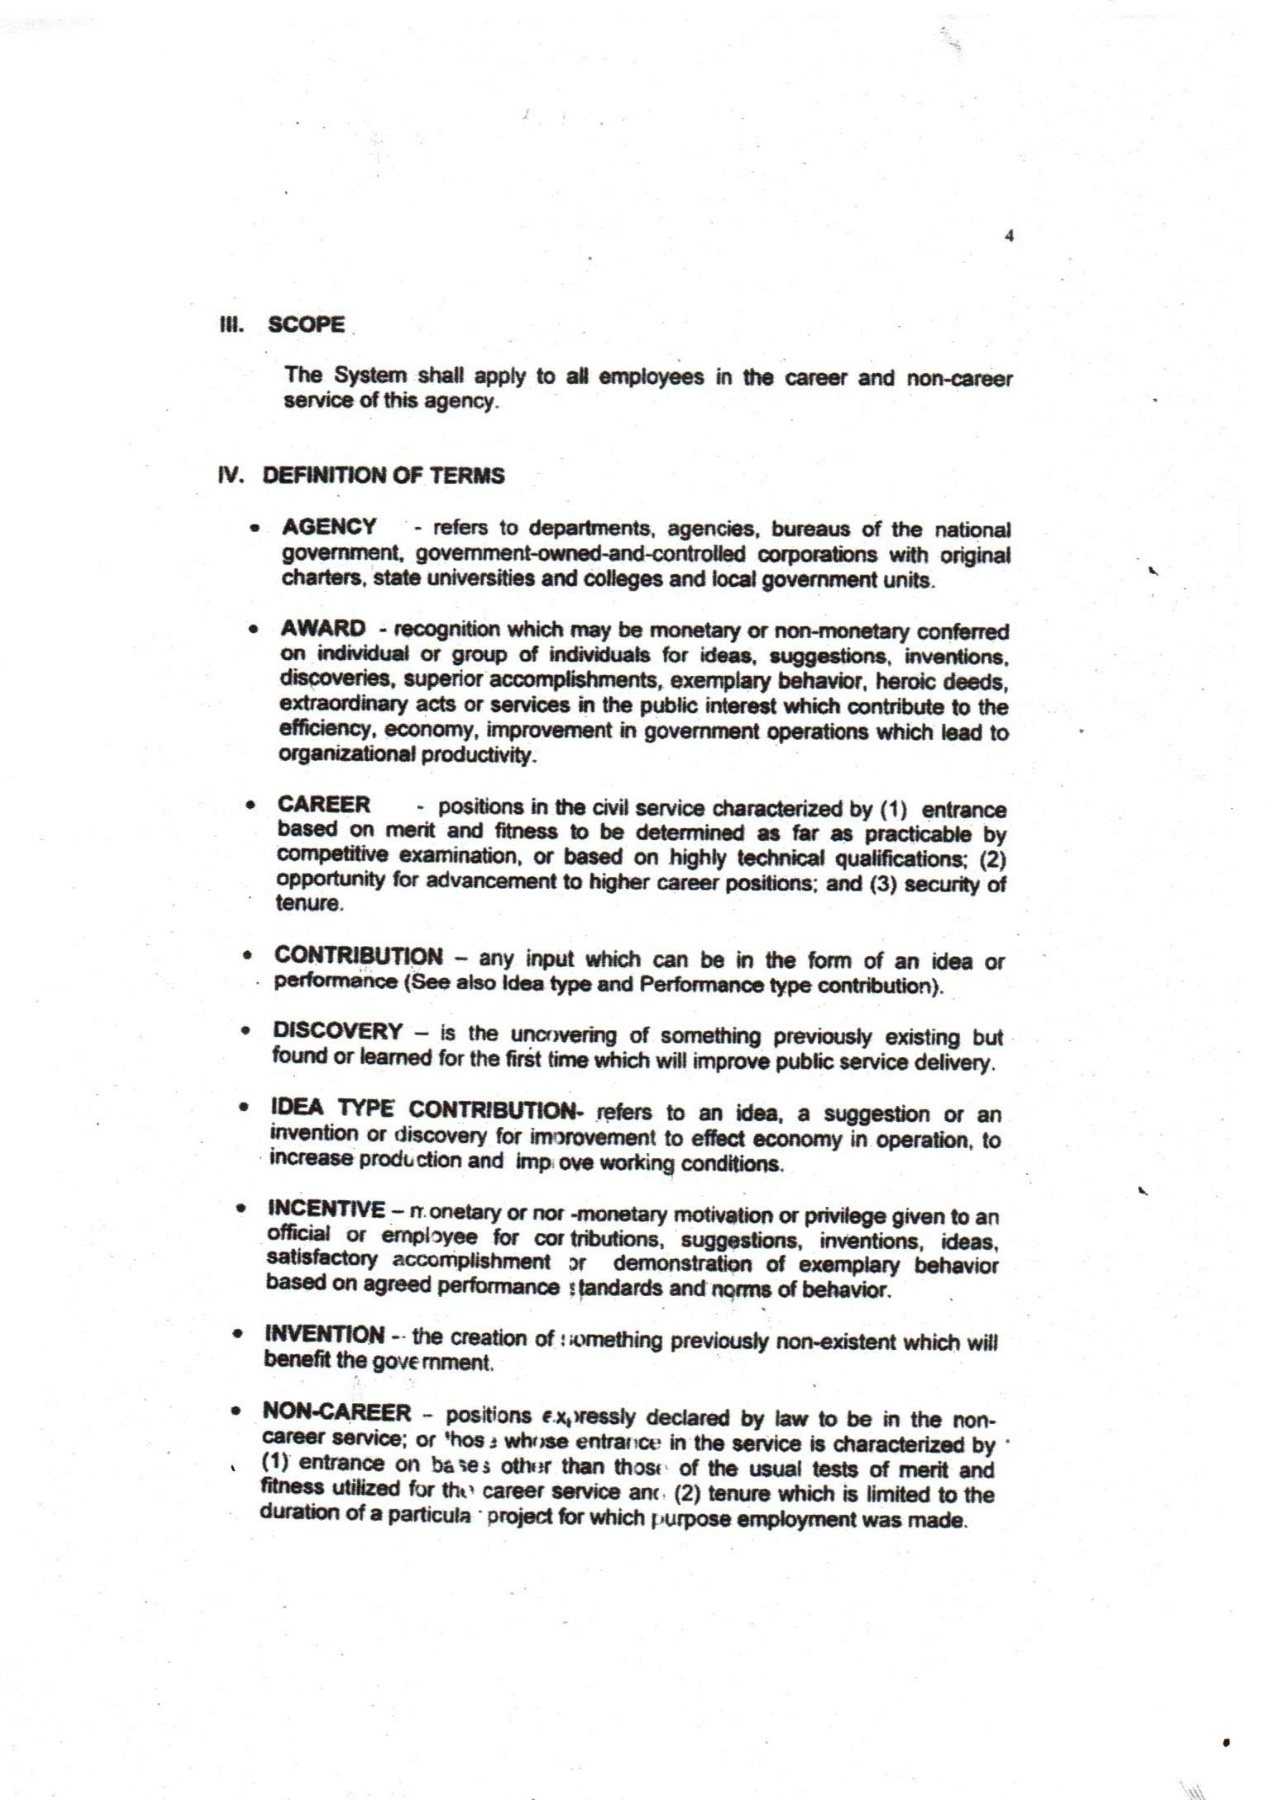 4
III. SCOPE
The System shall apply to all employees in the career and non-career
service of this agency.
IV. DEFINITION OF TERMS
• AGENCY - refers to departments, agencies, bureaus of the national
government, government-owned-and-controlled corporations with original
charters, state universities and colleges and local government units.
• AWARD - recognition which may be monetary or non-monetary conferred
on individual or group of individuals for ideas, suggestions, inventions,
discoveries, superior accomplishments, exemplary behavior, heroic deeds,
extraordinary acts or services in the public interest which contribute to the
efficiency, economy, improvement in government operations which lead to
organizational productivity.
• CAREER - positions in the civil service characterized by (1) entrance
based on merit and fitness to be determined as far as practicable by
competitive examination, or based on highly technical qualifications; (2)
opportunity for advancement to higher career positions; and (3) security of
tenure.
• CONTRIBUTION – any input which can be in the form of an idea or
performance (See also Idea type and Performance type contribution).
• DISCOVERY – is the uncovering of something previously existing but
found or learned for the first time which will improve public service delivery.
• IDEA TYPE CONTRIBUTION- refers to an idea, a suggestion or an
invention or discovery for improvement to effect economy in operation, to
increase production and improve working conditions.
• INCENTIVE – monetary or non-monetary motivation or privilege given to an
official or employee for contributions, suggestions, inventions, ideas,
satisfactory accomplishment or demonstration of exemplary behavior
based on agreed performance standards and norms of behavior.
• INVENTION -- the creation of something previously non-existent which will
benefit the government.
• NON-CAREER – positions expressly declared by law to be in the non-
career service; or those whose entrance in the service is characterized by
(1) entrance on bases other than those of the usual tests of merit and
fitness utilized for the career service and (2) tenure which is limited to the
duration of a particular project for which purpose employment was made.